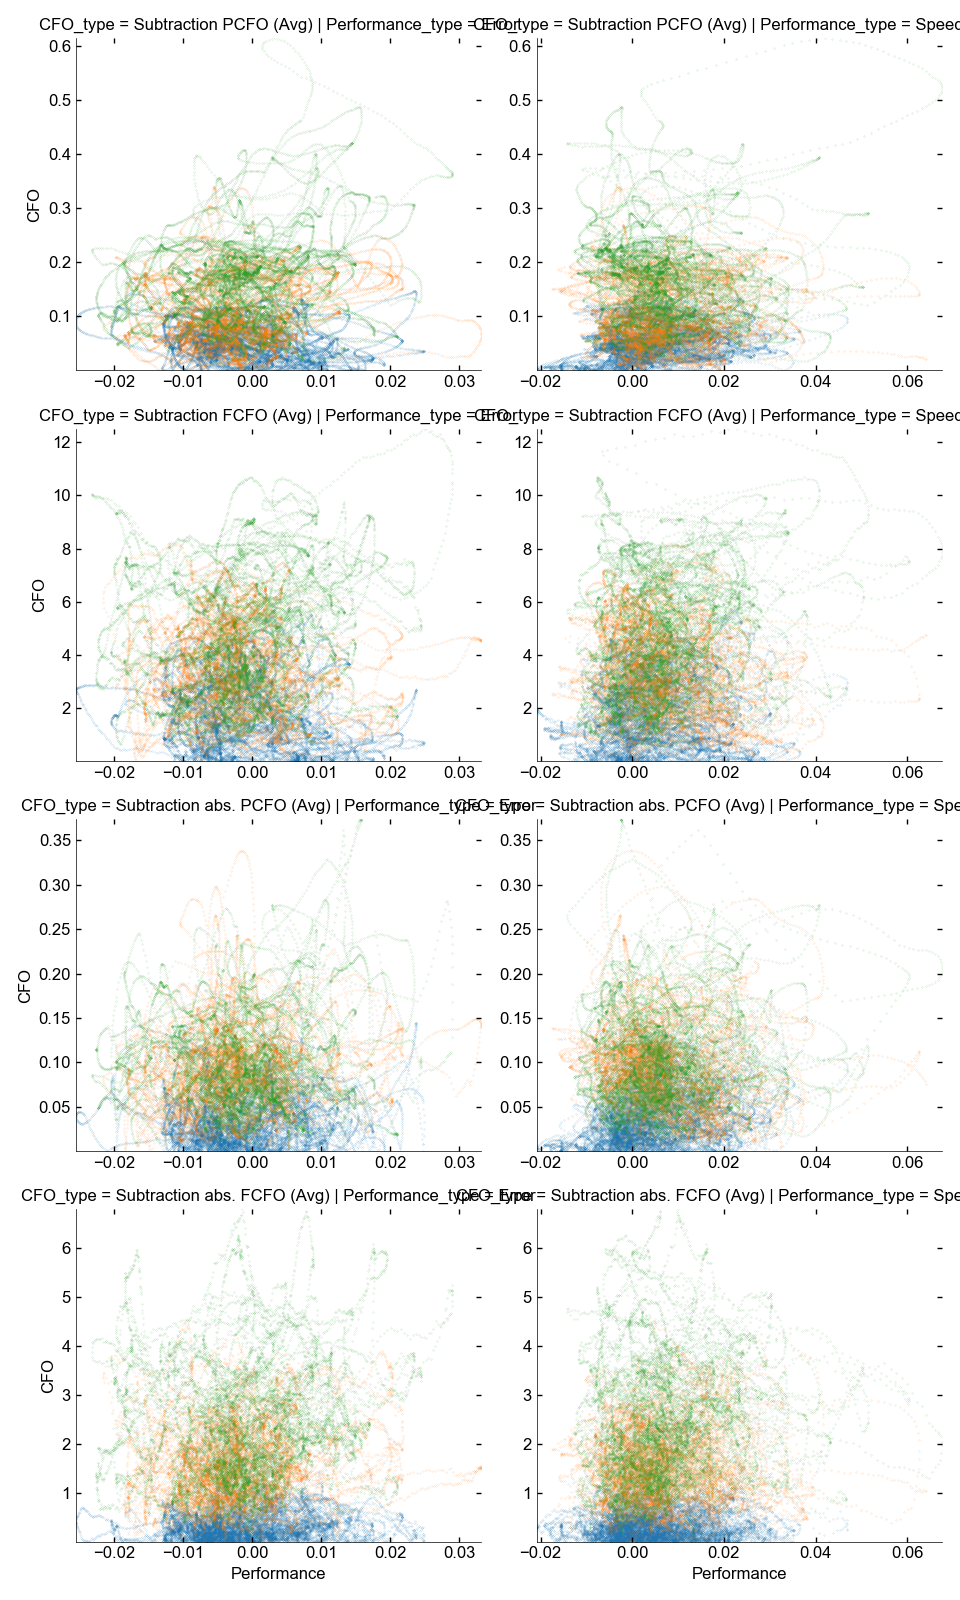 CFO_type = Subtraction PCFO (Avg) | Performance_type = Error
CFO_type = Subtraction PCFO (Avg) | Performance_type = Speed
0.6
0.5
0.4
0.3
0.2
0.1
CFO
−0.02 −0.01 0.00 0.01 0.02 0.03
0.6
0.5
0.4
0.3
0.2
0.1
−0.02 0.00 0.02 0.04 0.06
CFO_type = Subtraction FCFO (Avg) | Performance_type = Error
CFO_type = Subtraction FCFO (Avg) | Performance_type = Speed
12
10
8
6
4
2
CFO
−0.02 −0.01 0.00 0.01 0.02 0.03
12
10
8
6
4
2
−0.02 0.00 0.02 0.04 0.06
CFO_type = Subtraction abs. PCFO (Avg) | Performance_type = Error
CFO_type = Subtraction abs. PCFO (Avg) | Performance_type = Spe
0.35
0.30
0.25
0.20
0.15
0.10
0.05
CFO
−0.02 −0.01 0.00 0.01 0.02 0.03
0.35
0.30
0.25
0.20
0.15
0.10
0.05
−0.02 0.00 0.02 0.04 0.06
CFO_type = Subtraction abs. FCFO (Avg) | Performance_type = Error
CFO_type = Subtraction abs. FCFO (Avg) | Performance_type = Spe
6
5
4
3
2
1
CFO
−0.02 −0.01 0.00 0.01 0.02 0.03
Performance
6
5
4
3
2
1
−0.02 0.00 0.02 0.04 0.06
Performance